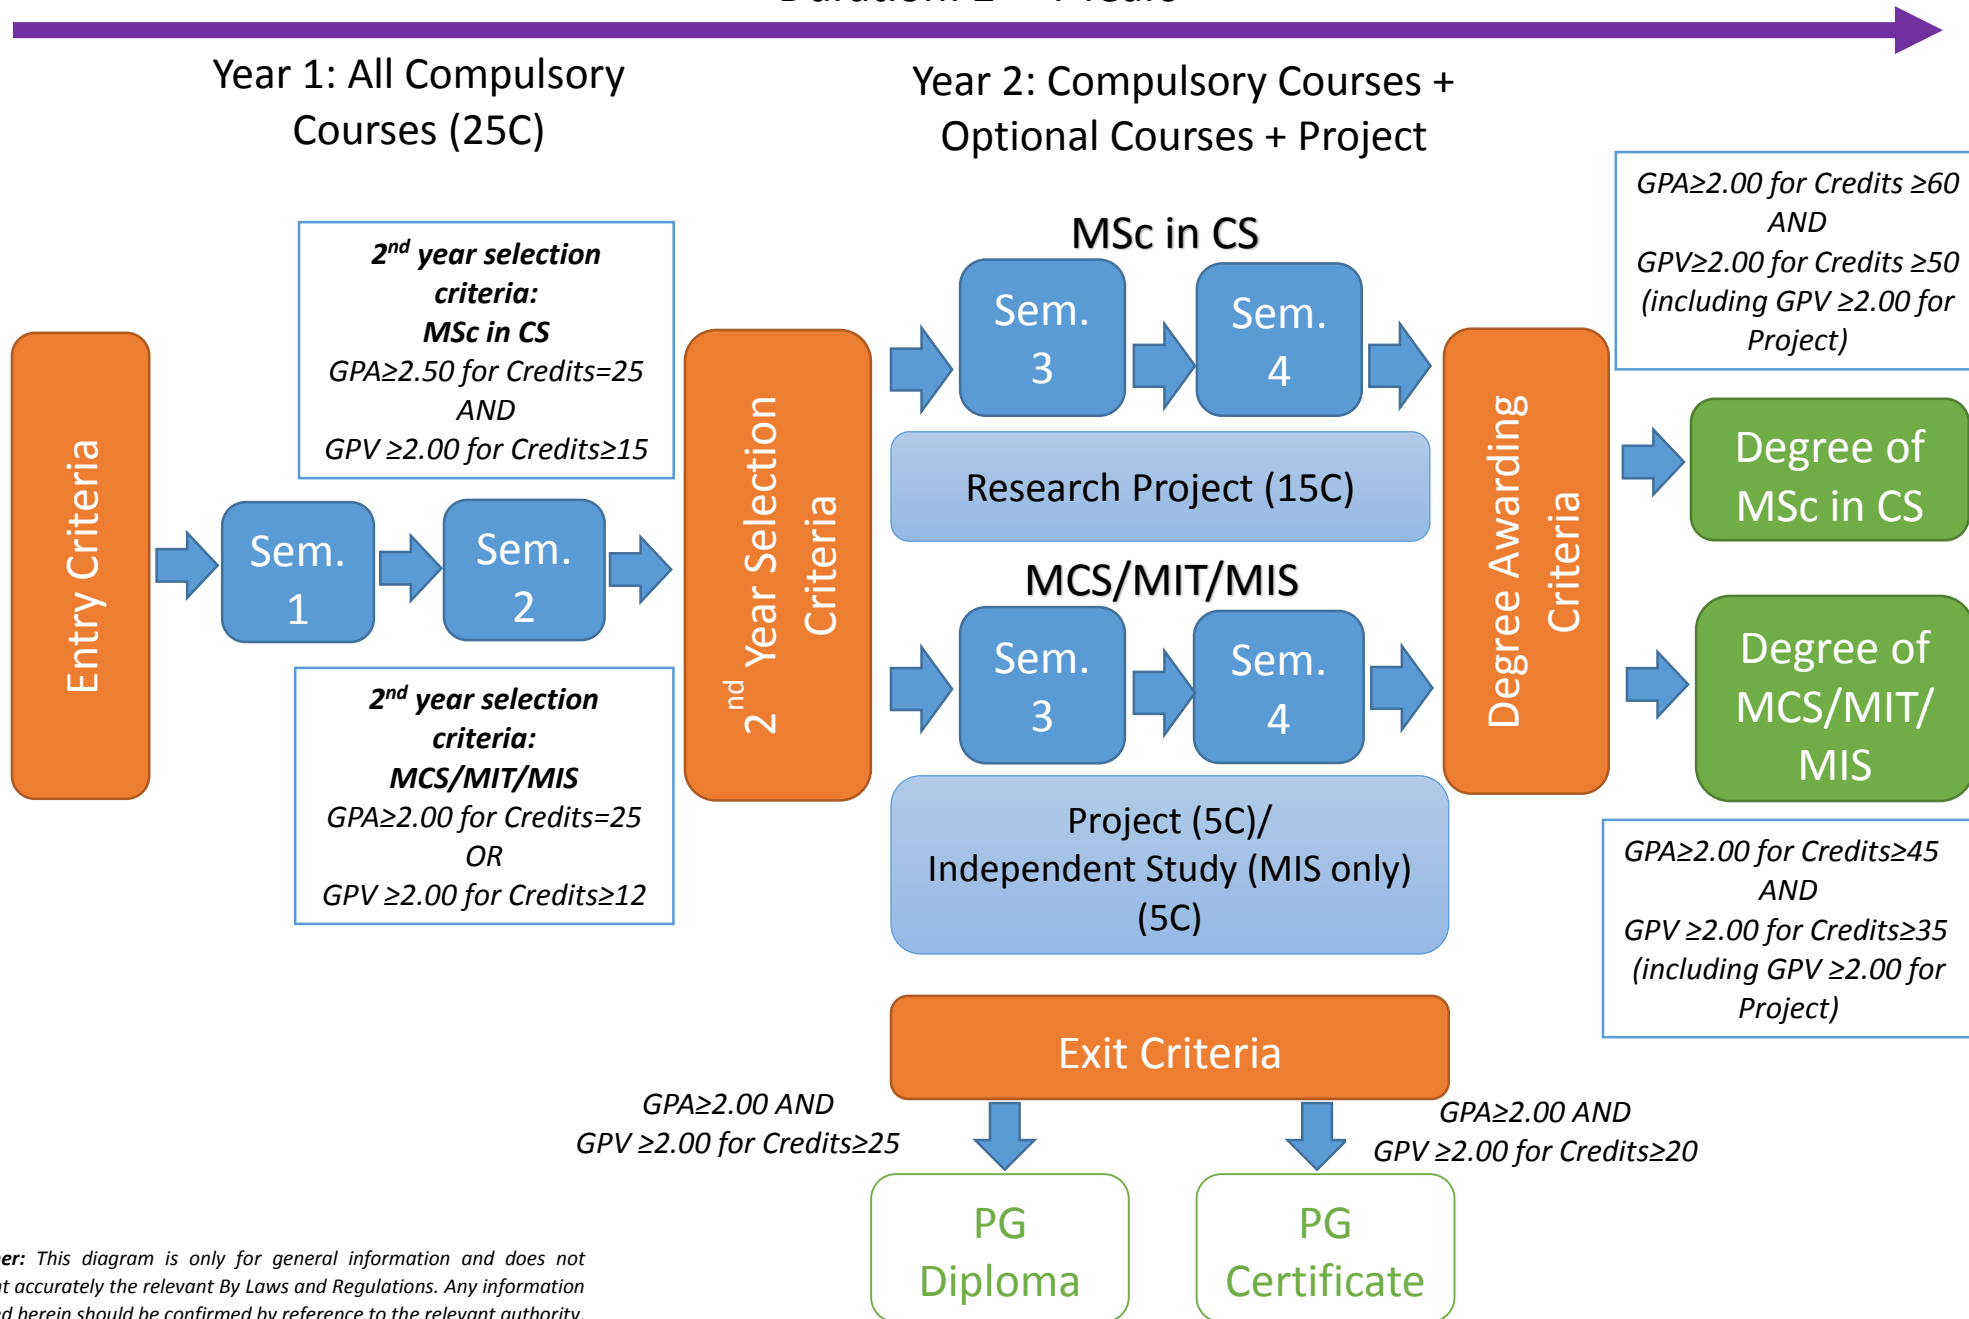 Year 1: All Compulsory
Courses (25C)
Year 2: Compulsory Courses +
Optional Courses + Project
GPA≥2.00 for Credits ≥60
AND
GPV≥2.00 for Credits ≥50
(including GPV ≥2.00 for
Project)
2nd year selection
criteria:
MSc in CS
GPA≥2.50 for Credits=25
AND
GPV ≥2.00 for Credits≥15
MSc in CS
Sem.
3
Sem.
4
Research Project (15C)
Entry Criteria
Sem.
1
Sem.
2
2nd Year Selection
Criteria
Degree Awarding
Criteria
Degree of
MSc in CS
MCS/MIT/MIS
Sem.
3
Sem.
4
Degree of
MCS/MIT/
MIS
2nd year selection
criteria:
MCS/MIT/MIS
GPA≥2.00 for Credits=25
OR
GPV ≥2.00 for Credits≥12
Project (5C)/
Independent Study (MIS only)
(5C)
GPA≥2.00 for Credits≥45
AND
GPV ≥2.00 for Credits≥35
(including GPV ≥2.00 for
Project)
Exit Criteria
GPA≥2.00 AND
GPV ≥2.00 for Credits≥25
GPA≥2.00 AND
GPV ≥2.00 for Credits≥20
PG
Diploma
PG
Certificate
This diagram is only for general information and does not
accurately the relevant By Laws and Regulations. Any information
herein should be confirmed by reference to the relevant authority.